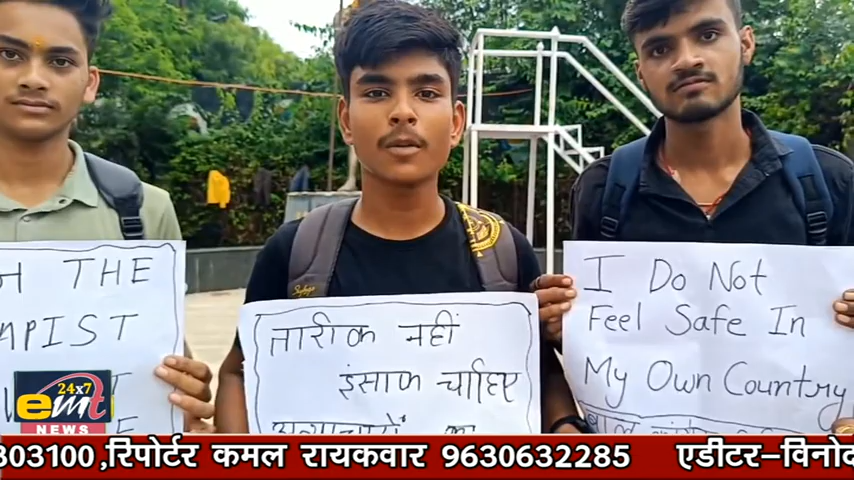 N THE
APIST
तारीक नहीं
इंसाफ चाहिए
I Do Not
Feel Safe In
My Own Country
24x7
emt
NEWS
803100,रिपोर्टर कमल रायकवार 9630632285 एडीटर–विनोद